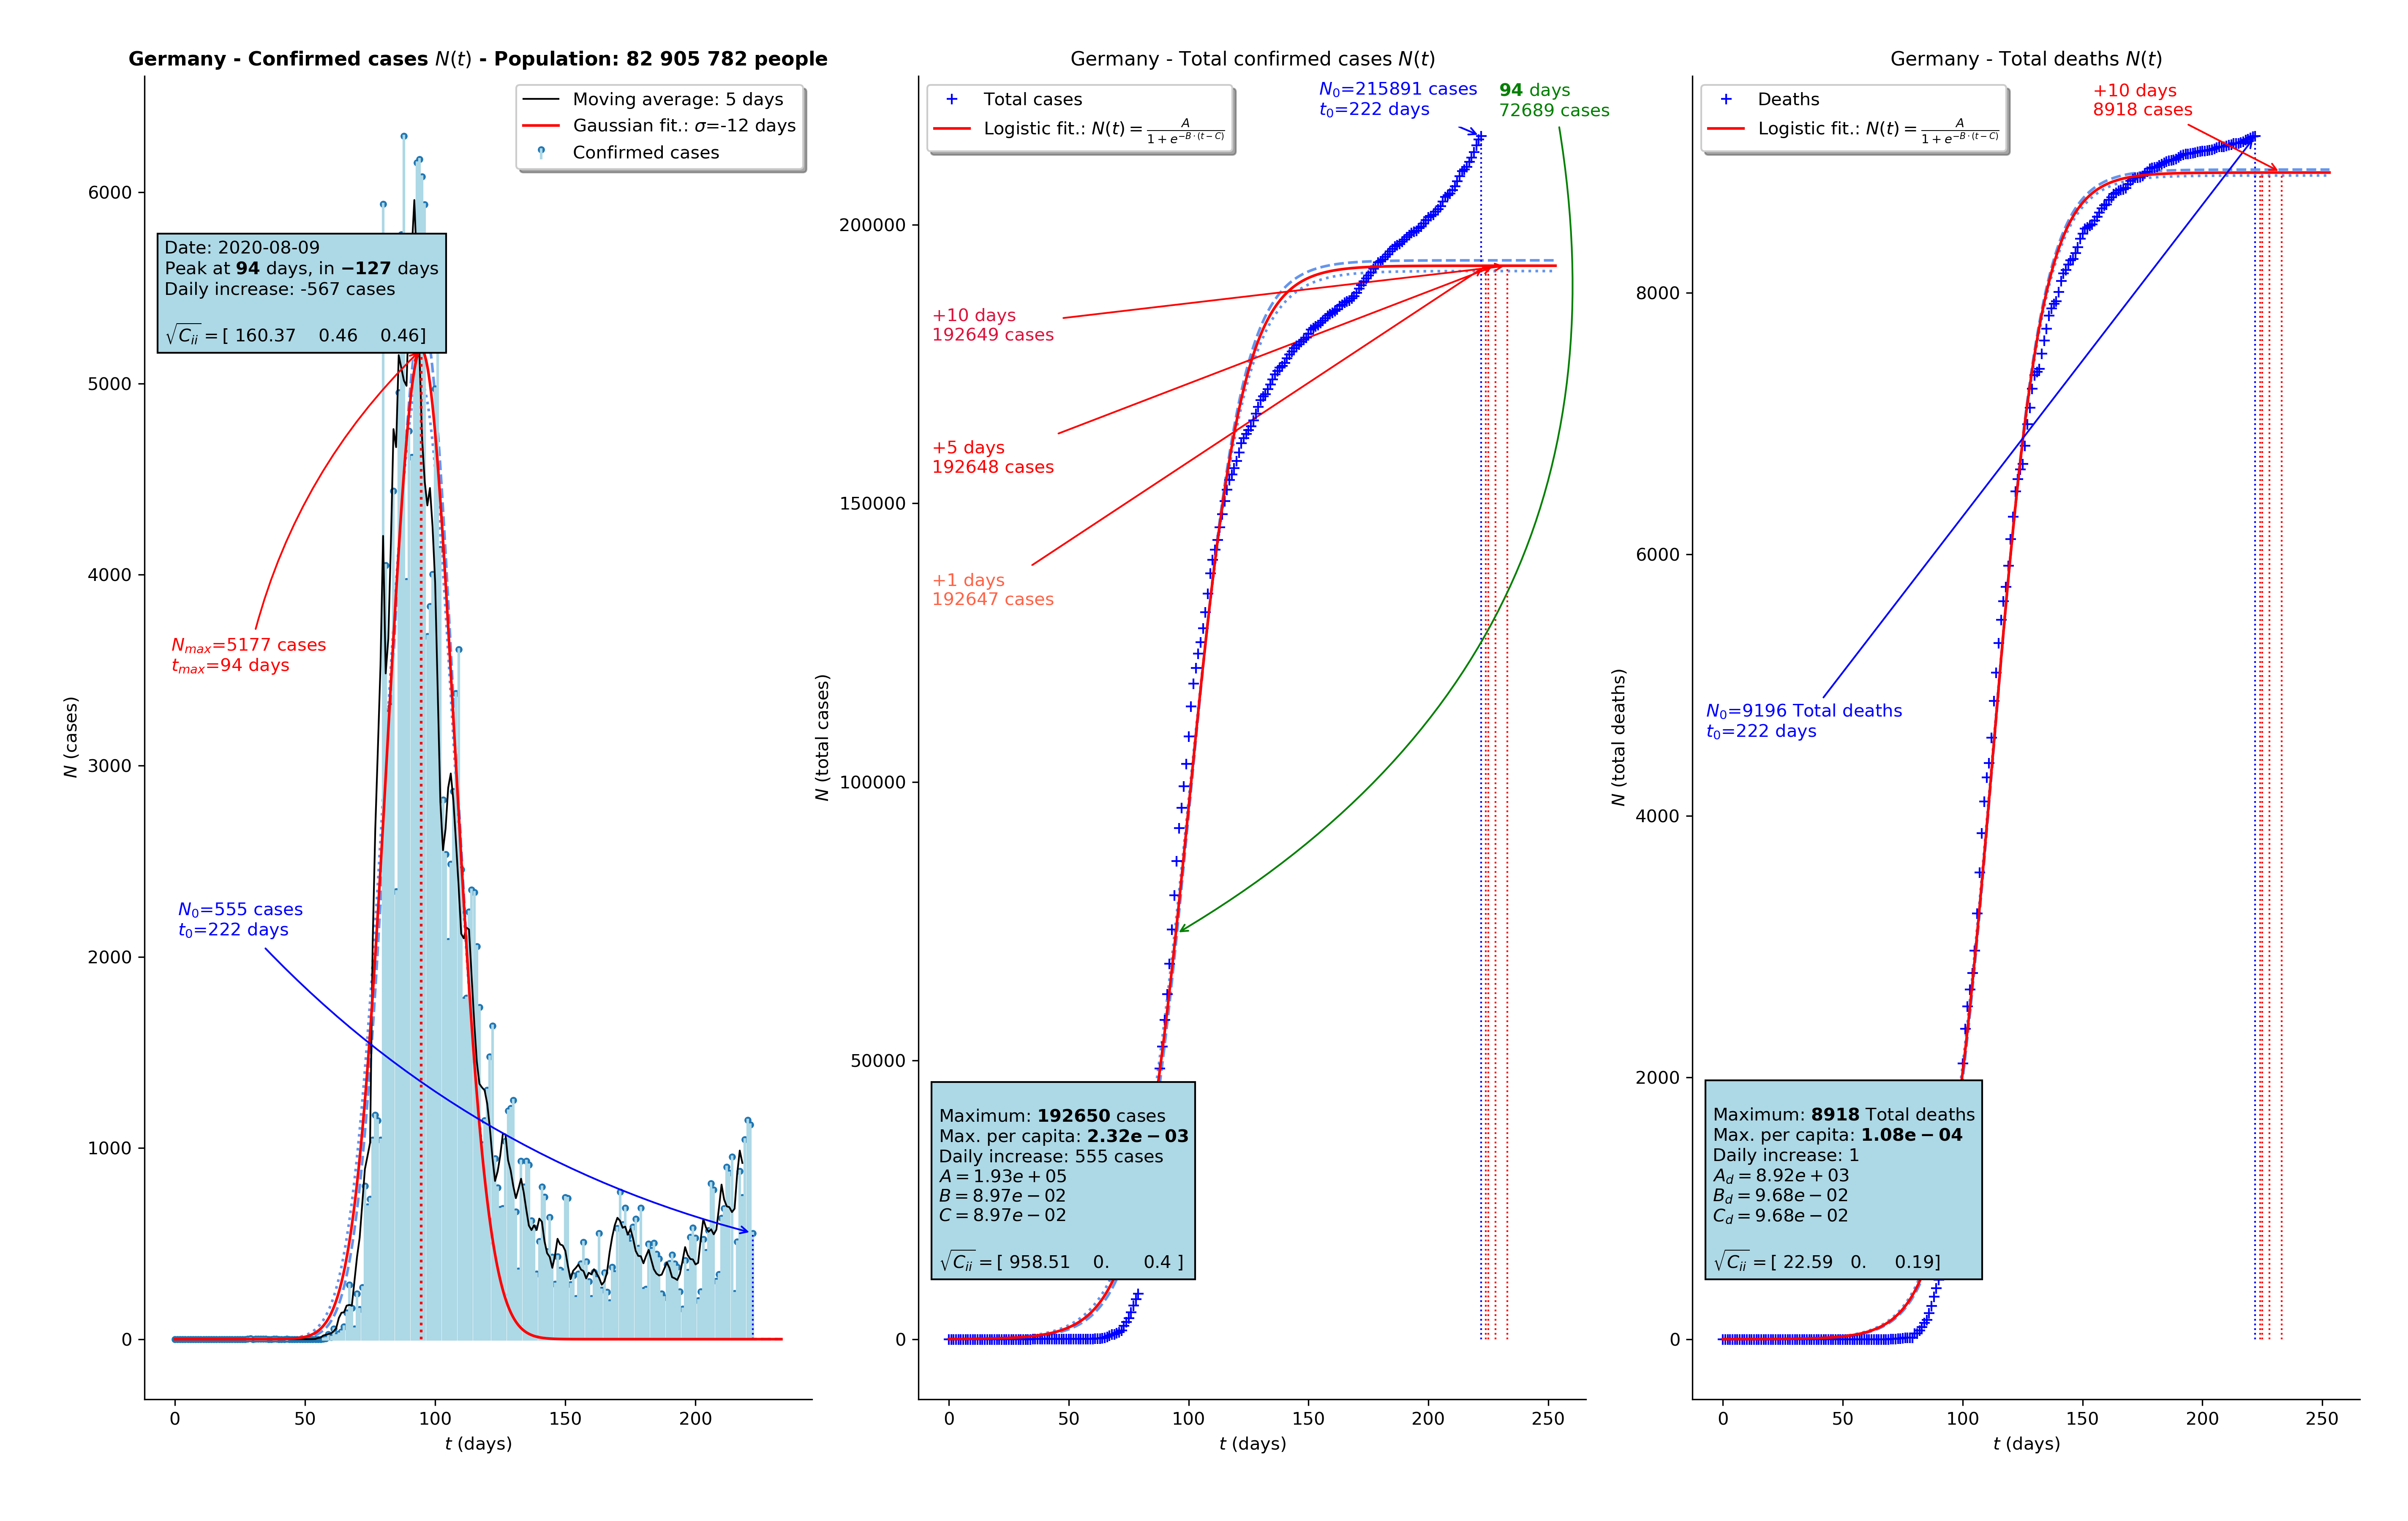 Germany - Confirmed cases N(t) - Population: 82 905 782 people
Moving average: 5 days
Gaussian fit.: σ=-12 days
Confirmed cases
Date: 2020-08-09
Peak at 94 days, in −127 days
Daily increase: -567 cases
√C_ii = [ 160.37 0.46 0.46]
N_max=5177 cases
t_max=94 days
N_0=555 cases
t_0=222 days
N (cases)
6000
5000
4000
3000
2000
1000
0
0 50 100 150 200
t (days)
Germany - Total confirmed cases N(t)
Total cases
Logistic fit.: N(t) = A / (1 + e^{−B·(t−C)})
N_0=215891 cases
t_0=222 days
94 days
72689 cases
+10 days
192649 cases
+5 days
192648 cases
+1 days
192647 cases
Maximum: 192650 cases
Max. per capita: 2.32e − 03
Daily increase: 555 cases
A = 1.93e + 05
B = 8.97e − 02
C = 8.97e − 02
√C_ii = [ 958.51 0. 0.4 ]
N (total cases)
200000
150000
100000
50000
0
0 50 100 150 200 250
t (days)
Germany - Total deaths N(t)
Deaths
Logistic fit.: N(t) = A / (1 + e^{−B·(t−C)})
+10 days
8918 cases
N_0=9196 Total deaths
t_0=222 days
Maximum: 8918 Total deaths
Max. per capita: 1.08e − 04
Daily increase: 1
A_d = 8.92e + 03
B_d = 9.68e − 02
C_d = 9.68e − 02
√C_ii = [ 22.59 0. 0.19]
N (total deaths)
8000
6000
4000
2000
0
0 50 100 150 200 250
t (days)